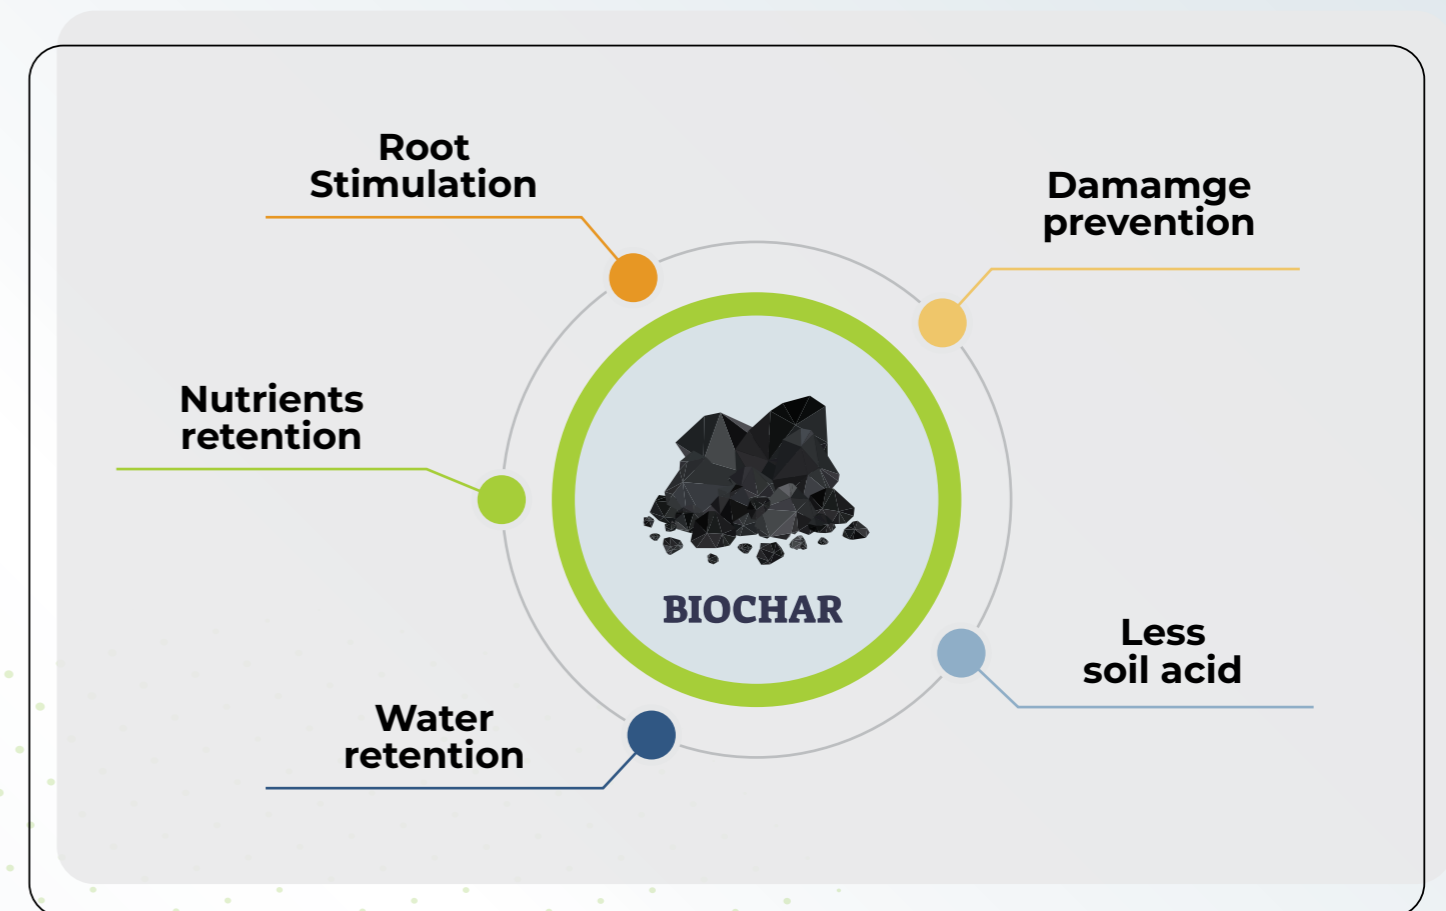 Root
Stimulation
Damamge
prevention
Nutrients
retention
BIOCHAR
Less
soil acid
Water
retention